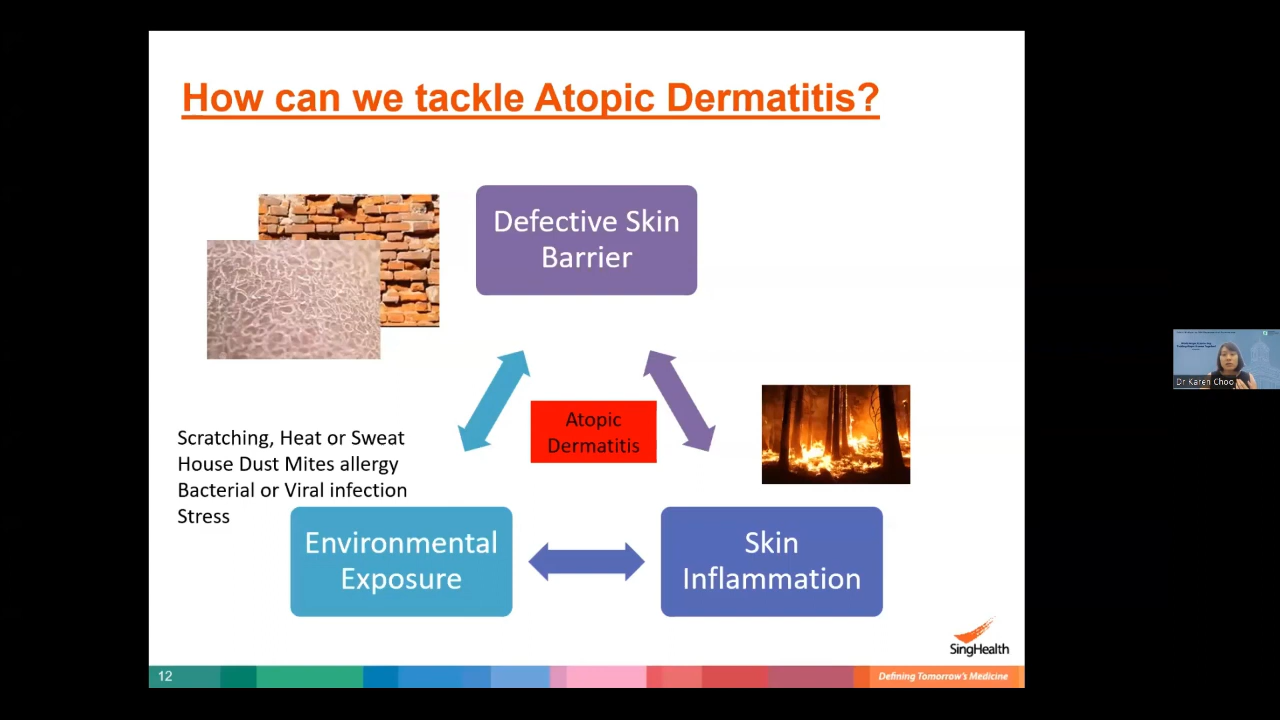 How can we tackle Atopic Dermatitis?
Defective Skin
Barrier
Atopic
Dermatitis
Scratching, Heat or Sweat
House Dust Mites allergy
Bacterial or Viral infection
Stress
Environmental
Exposure
Skin
Inflammation
SingHealth
12
Defining Tomorrow's Medicine
Dr Karen Choo